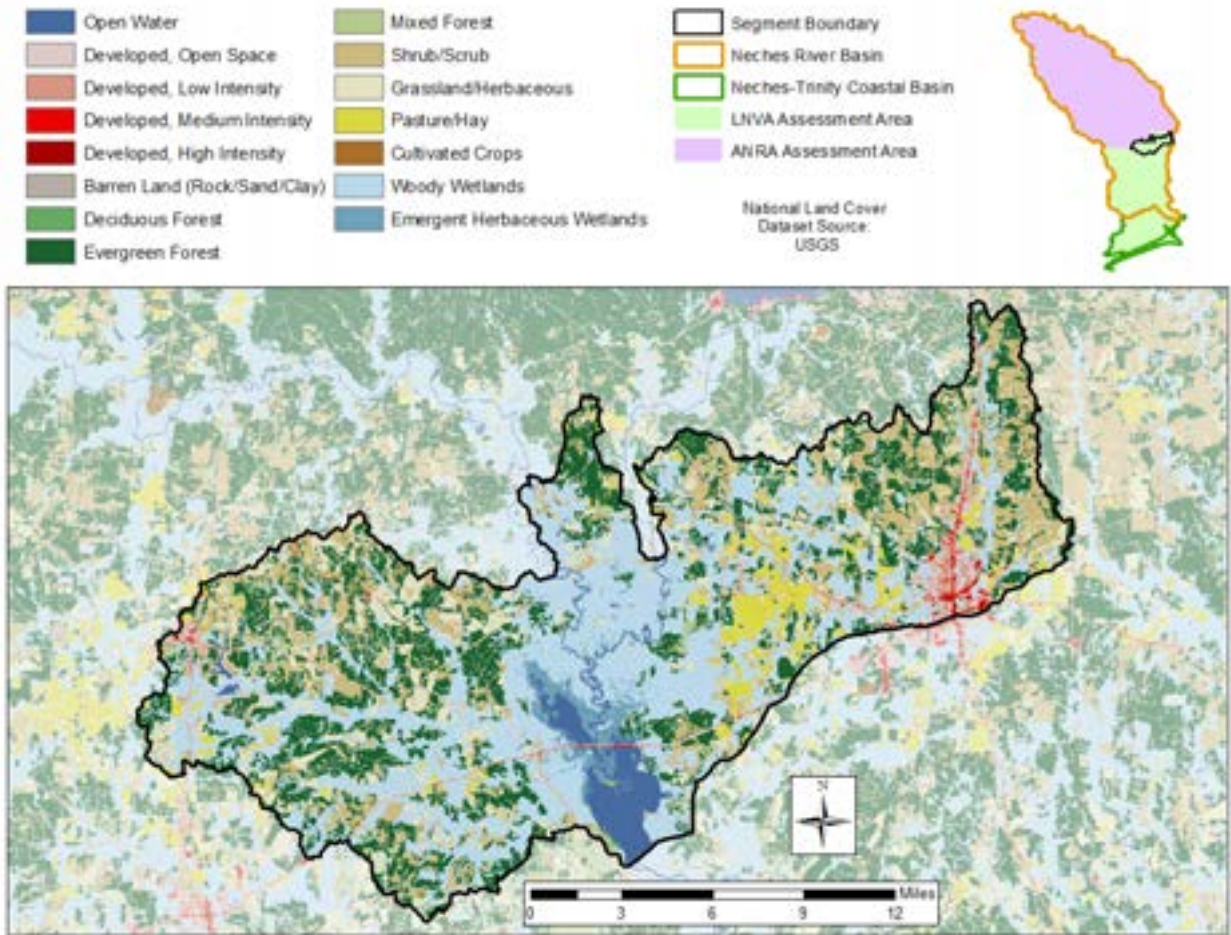 Open Water
Developed, Open Space
Developed, Low Intensity
Developed, Medium Intensity
Developed, High Intensity
Barren Land (Rock/Sand/Clay)
Deciduous Forest
Evergreen Forest
Mixed Forest
Shrub/Scrub
Grassland/Herbaceous
Pasture/Hay
Cultivated Crops
Woody Wetlands
Emergent Herbaceous Wetlands
Segment Boundary
Neches River Basin
Neches-Trinity Coastal Basin
LNVA Assessment Area
ANRA Assessment Area
National Land Cover
Dataset Source:
USGS
N
Miles
0 3 6 9 12